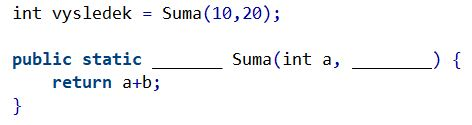 int vysledek = Suma(10,20);
public static _______ Suma(int a, ________) {
return a+b;
}